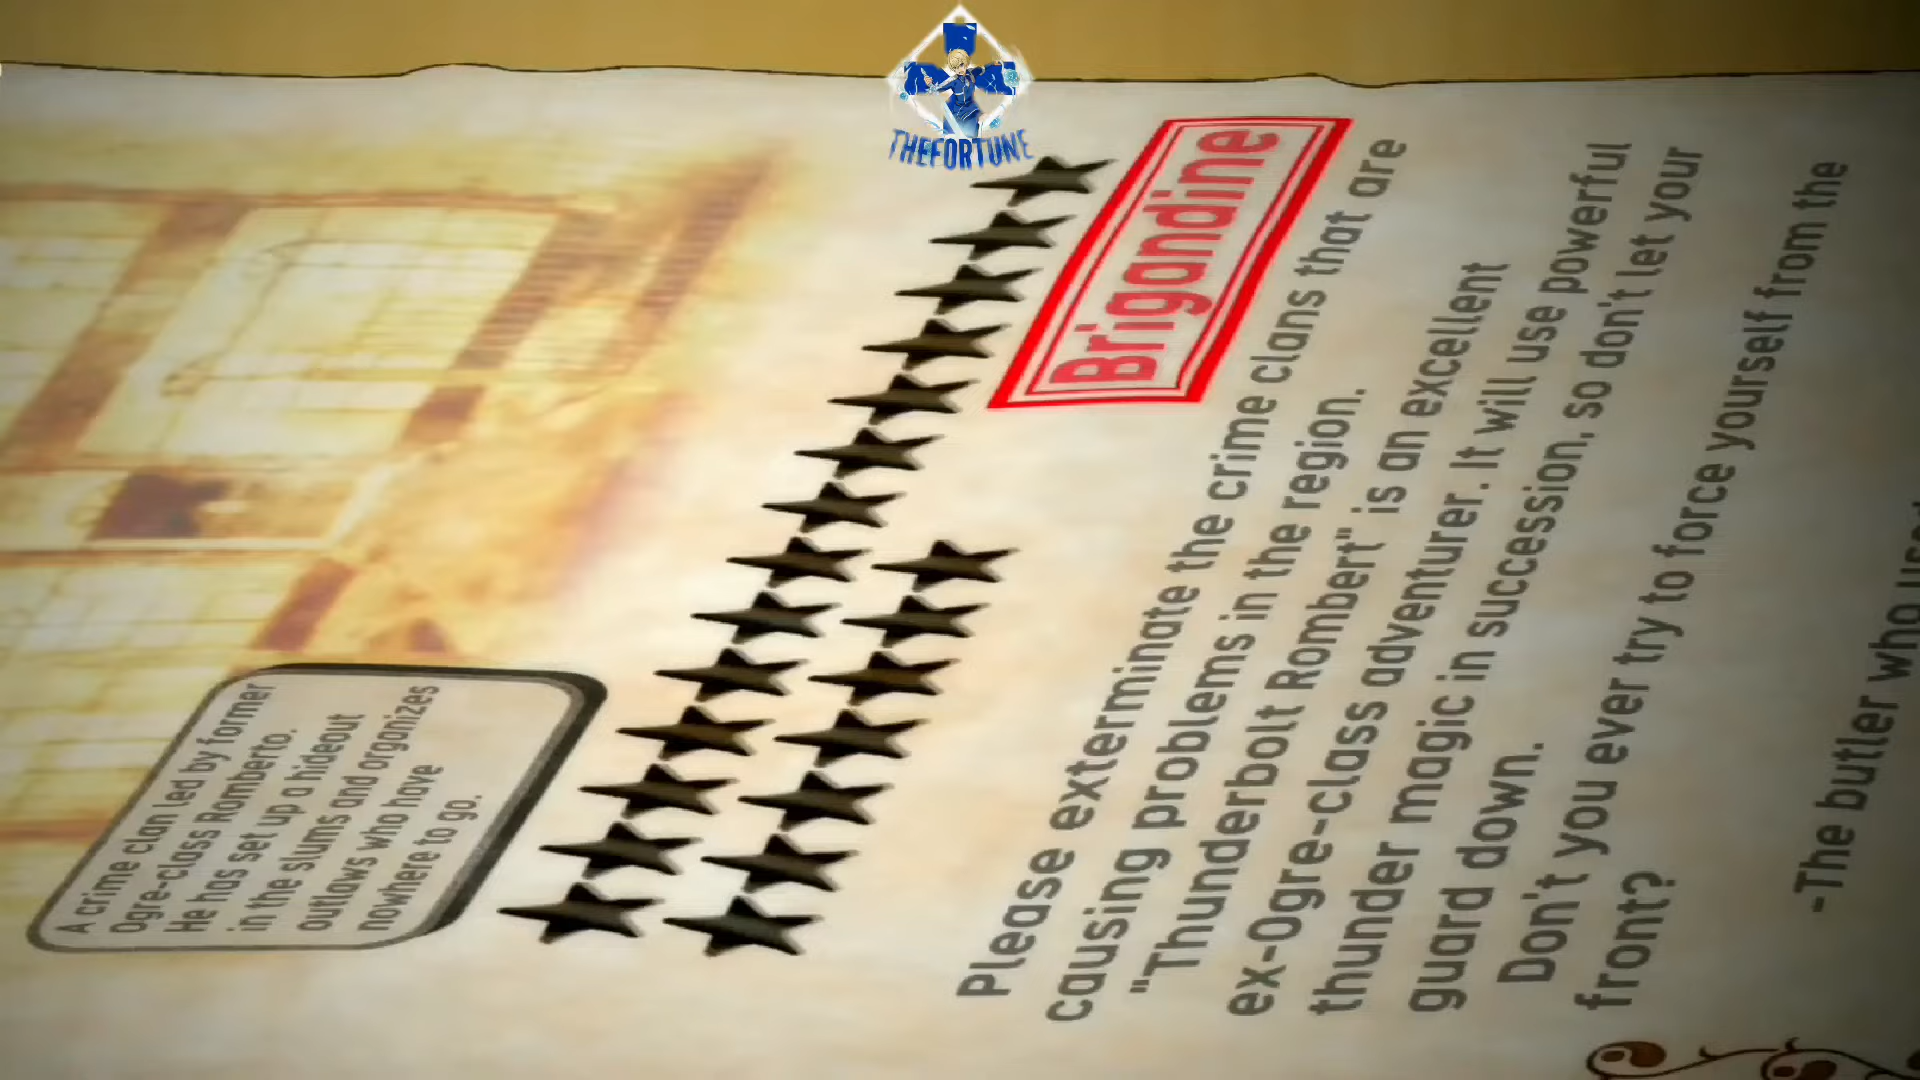 THEFORTUNE
A crime clan led by former
Ogre-class Romberto.
He has set up a hideout
in the slums and organizes
outlaws who have
nowhere to go.
Brigandine
Please exterminate the crime clans that are
causing problems in the region.
"Thunderbolt Rombert" is an excellent
ex-Ogre-class adventurer. It will use powerful
thunder magic in succession, so don't let your
guard down.
Don't you ever try to force yourself from the
front?
-The butler who